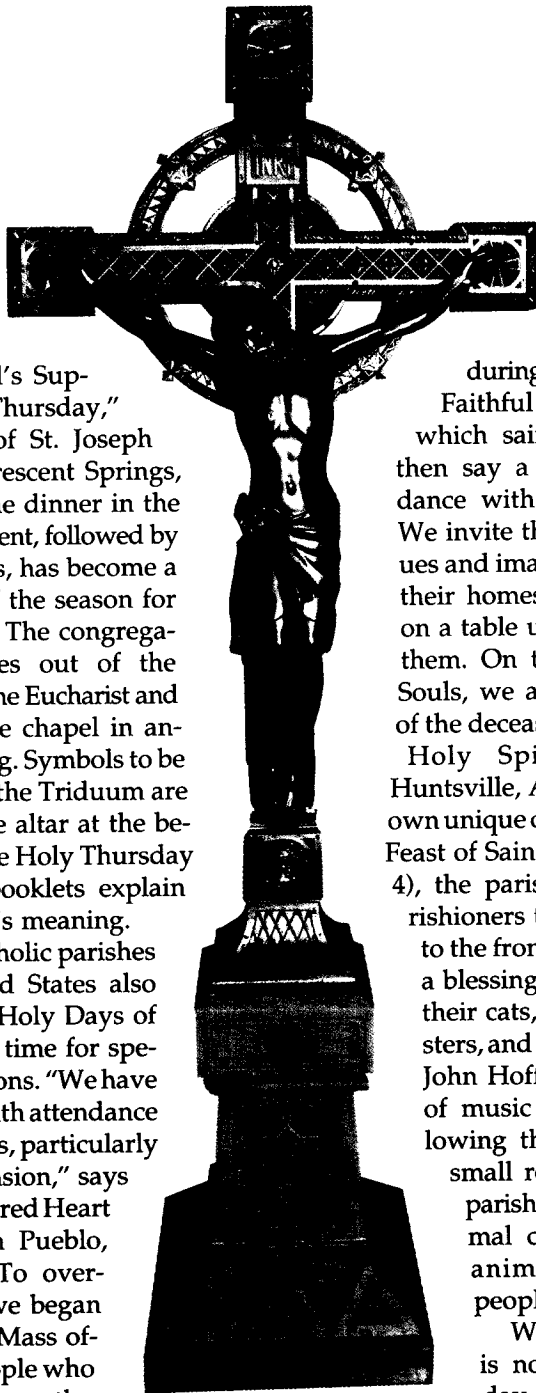 INRI
l's Sup-
Thursday,"
of St. Joseph
rescent Springs,
e dinner in the
ent, followed by
s, has become a
the season for
The congrega-
es out of the
he Eucharist and
e chapel in an-
g. Symbols to be
the Triduum are
e altar at the be-
e Holy Thursday
ooklets explain
s meaning.
holic parishes
d States also
Holy Days of
time for spe-
ons. "We have
ith attendance
s, particularly
nsion," says
red Heart
n Pueblo,
To over-
we began
Mass of-
ople who
during
Faithful
which sain
then say a
dance with
We invite th
ues and ima
their homes
on a table u
them. On t
Souls, we a
of the deceas
Holy Spi
Huntsville, A
own unique c
Feast of Sain
4), the paris
rishioners t
to the fron
a blessing
their cats,
sters, and
John Hoff
of music
lowing th
small re
parish
mal c
anim
peopl
W
is no